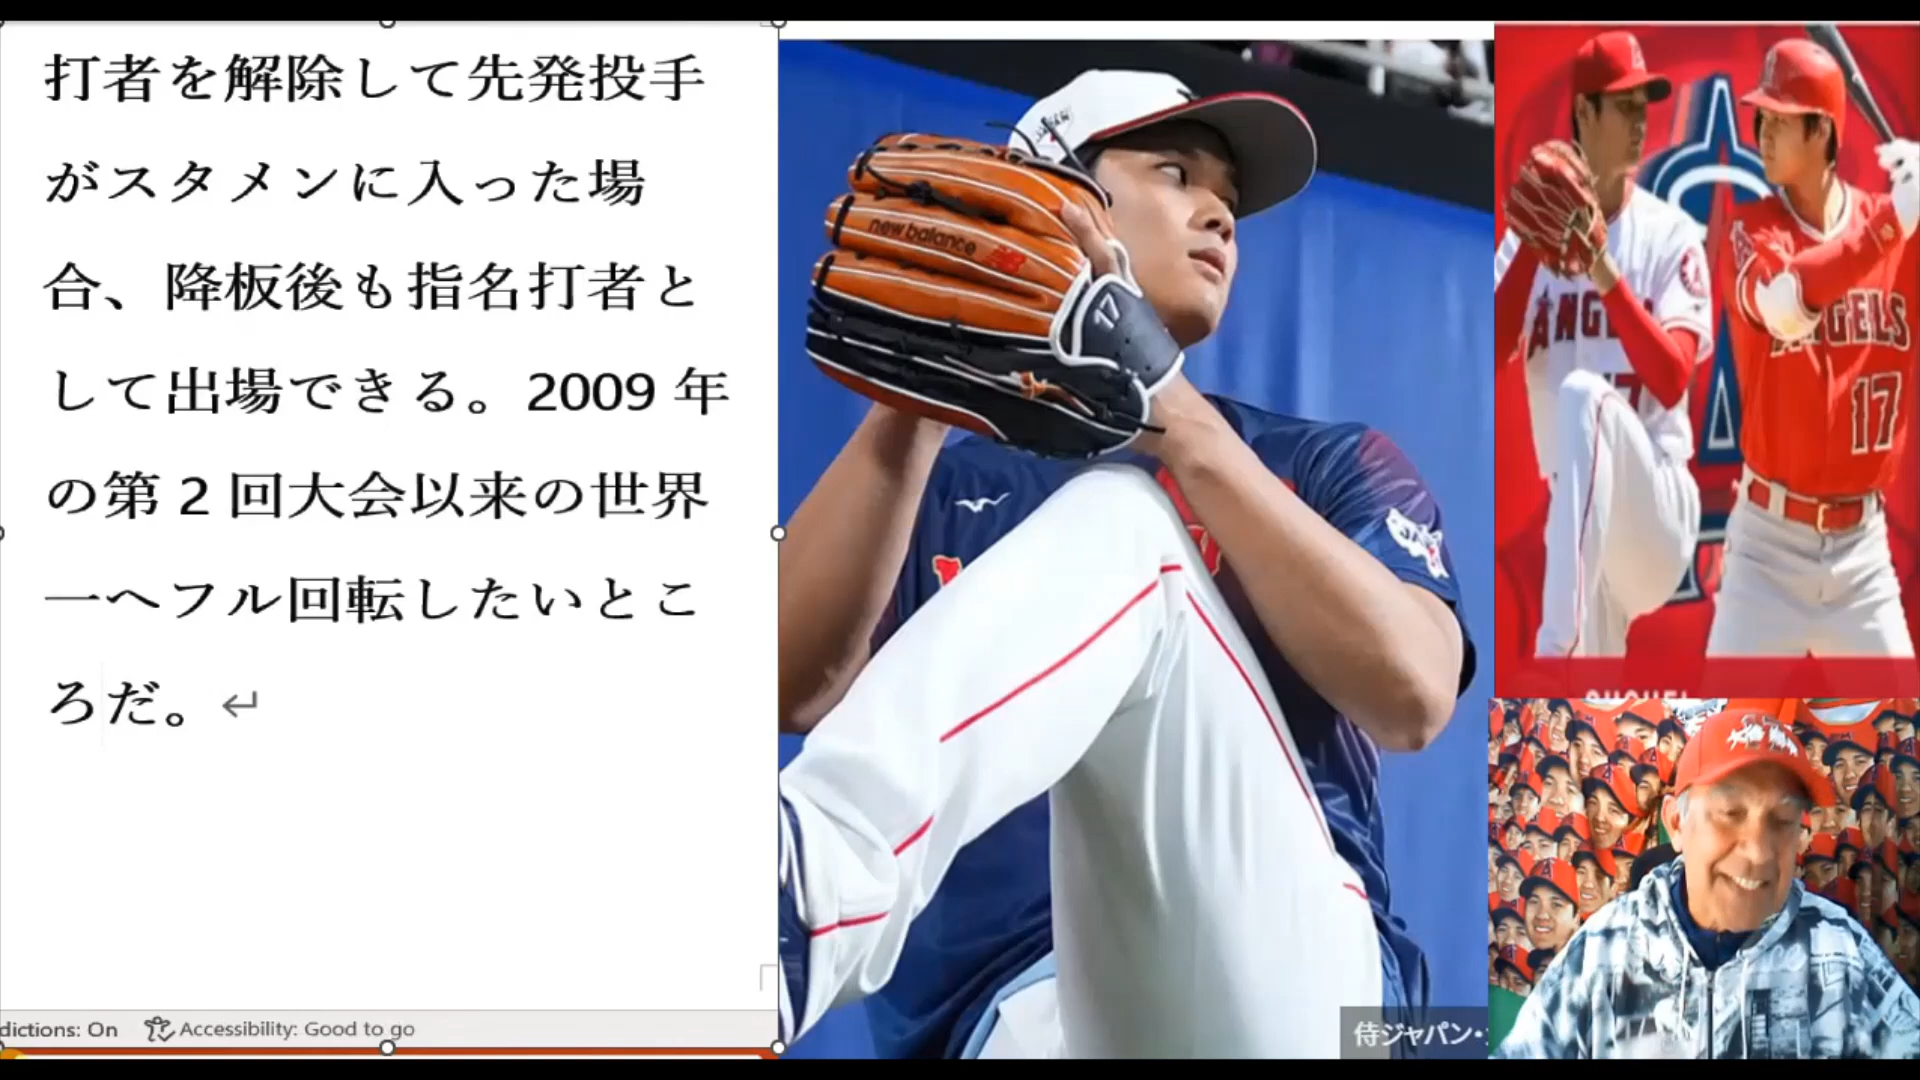 打者を解除して先発投手
がスタメンに入った場
合、降板後も指名打者と
して出場できる。2009 年
の第 2 回大会以来の世界
一へフル回転したいとこ
ろだ。
dictions: On Accessibility: Good to go
JAPAN
new balance
17
侍ジャパン・
ANGELS
17